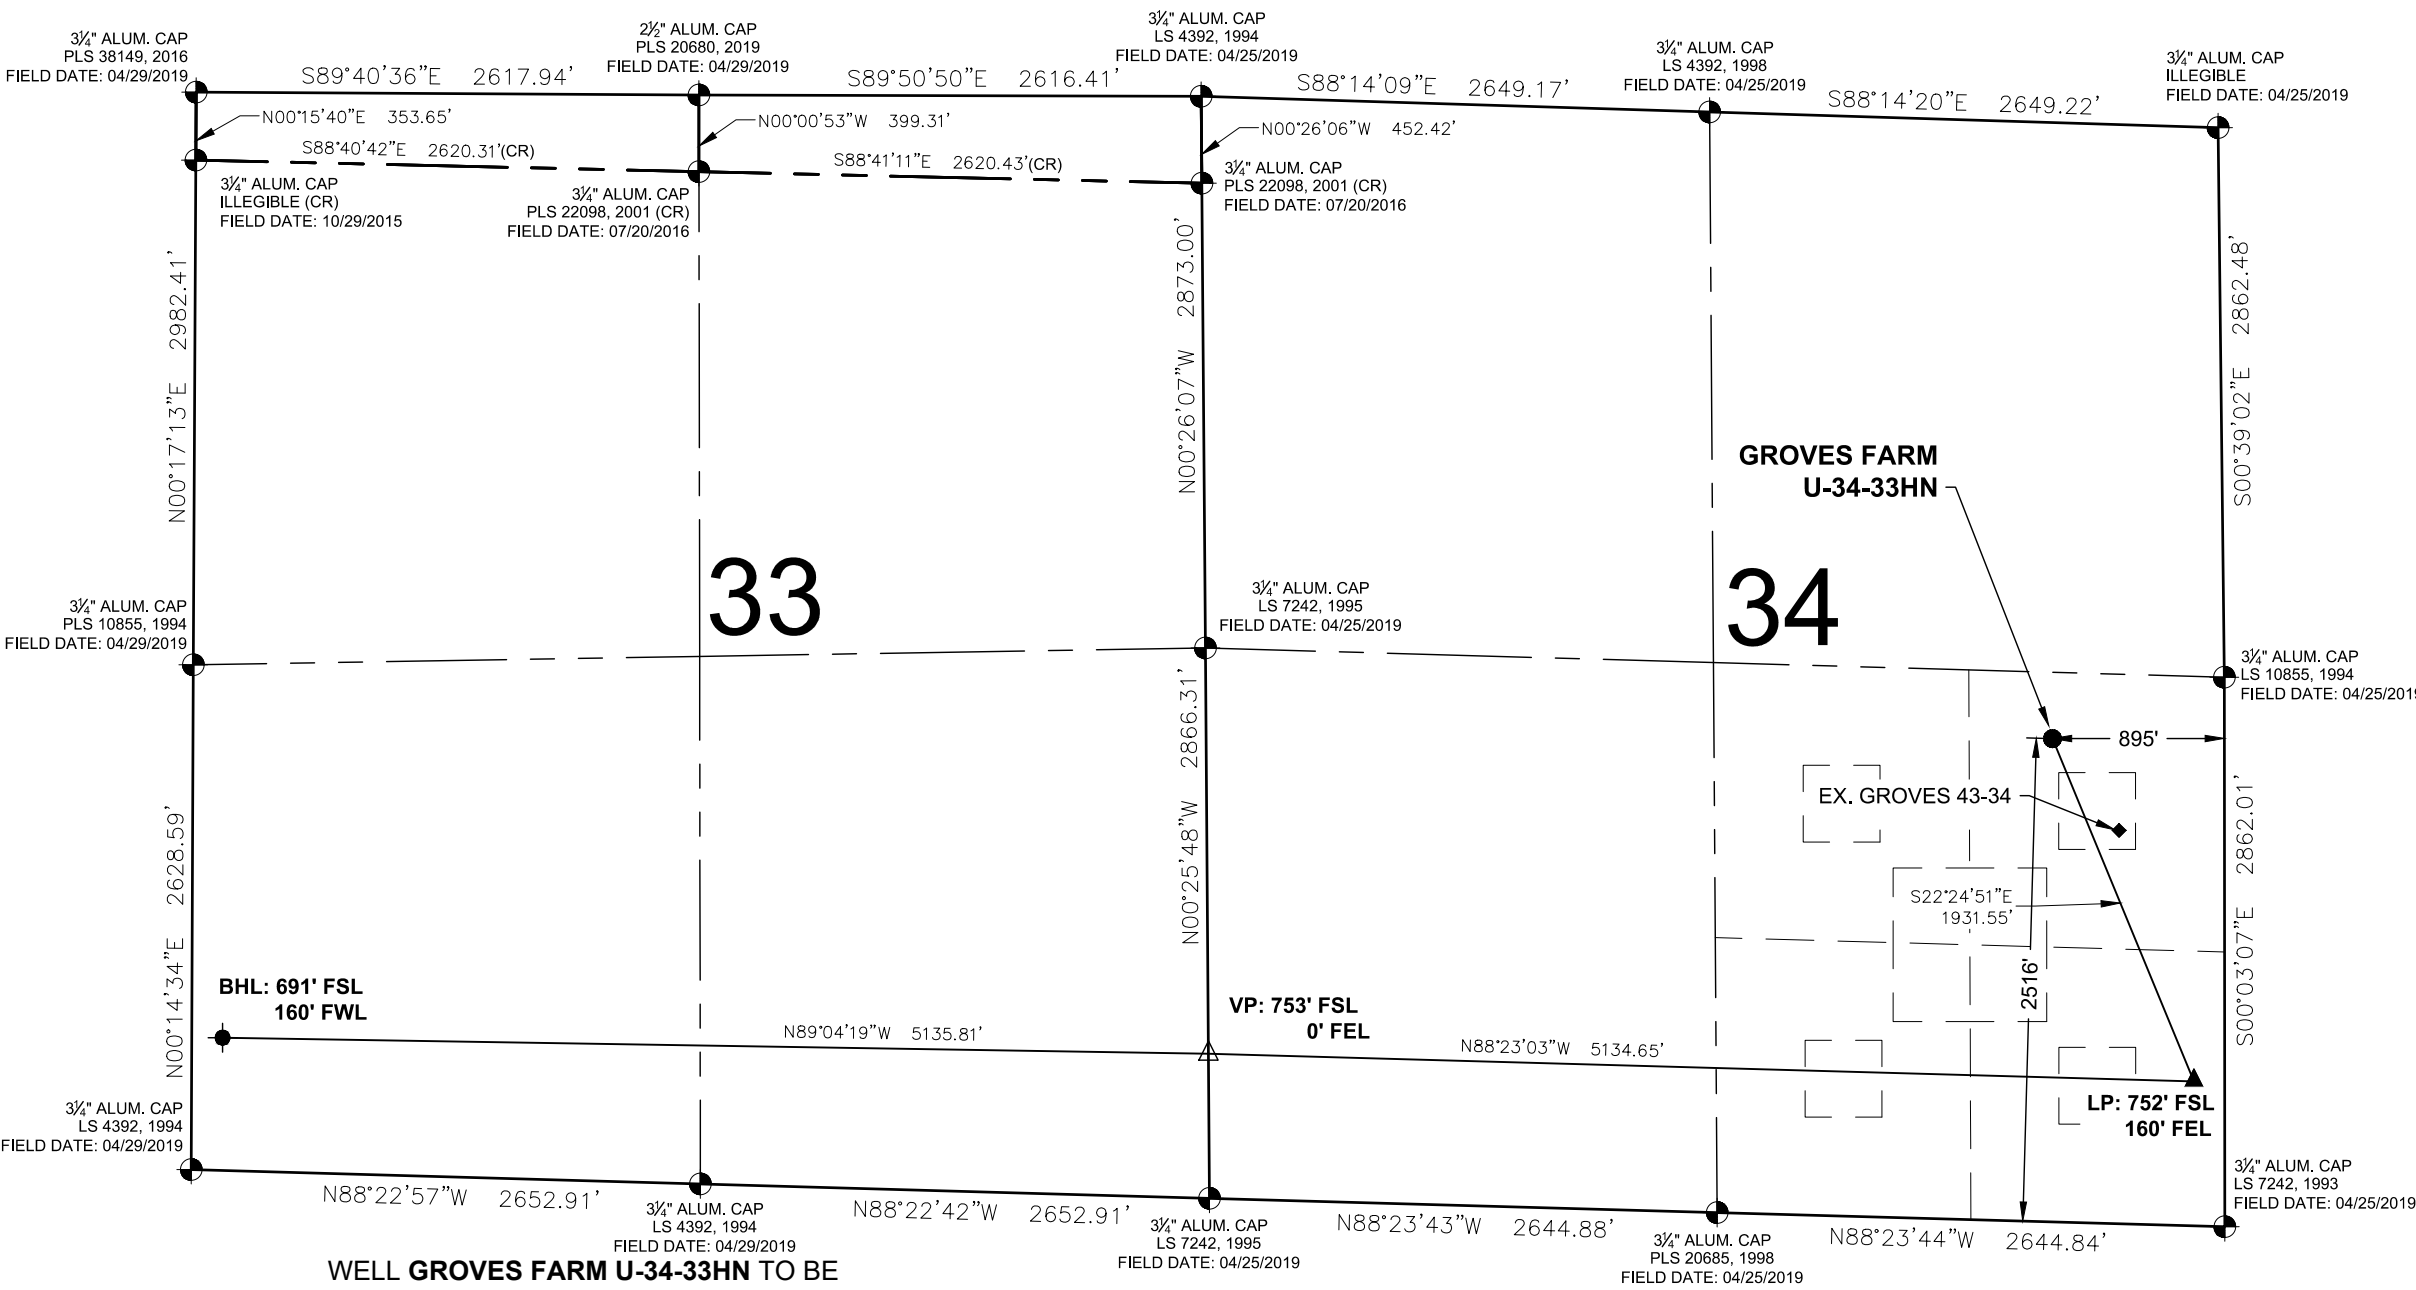 3¼" ALUM. CAP
PLS 38149, 2016
FIELD DATE: 04/29/2019
2½" ALUM. CAP
PLS 20680, 2019
FIELD DATE: 04/29/2019
3¼" ALUM. CAP
LS 4392, 1994
FIELD DATE: 04/25/2019
3¼" ALUM. CAP
LS 4392, 1998
FIELD DATE: 04/25/2019
3¼" ALUM. CAP
ILLEGIBLE
FIELD DATE: 04/25/2019
S89°40'36"E 2617.94'
S89°50'50"E 2616.41'
S88°14'09"E 2649.17'
S88°14'20"E 2649.22'
N00°15'40"E 353.65'
N00°00'53"W 399.31'
N00°26'06"W 452.42'
S88°40'42"E 2620.31'(CR)
S88°41'11"E 2620.43'(CR)
3¼" ALUM. CAP
ILLEGIBLE (CR)
FIELD DATE: 10/29/2015
3¼" ALUM. CAP
PLS 22098, 2001 (CR)
FIELD DATE: 07/20/2016
3¼" ALUM. CAP
PLS 22098, 2001 (CR)
FIELD DATE: 07/20/2016
N00°17'13"E 2982.41'
N00°26'07"W 2873.00'
S00°39'02"E 2862.48'
GROVES FARM
U-34-33HN
33
34
3¼" ALUM. CAP
PLS 10855, 1994
FIELD DATE: 04/29/2019
3¼" ALUM. CAP
LS 7242, 1995
FIELD DATE: 04/25/2019
3¼" ALUM. CAP
LS 10855, 1994
FIELD DATE: 04/25/2019
895'
EX. GROVES 43-34
S22°24'51"E
1931.55'
2516'
N00°14'34"E 2628.59'
N00°25'48"W 2866.31'
S00°03'07"E 2862.01'
BHL: 691' FSL
160' FWL
VP: 753' FSL
0' FEL
N89°04'19"W 5135.81'
N88°23'03"W 5134.65'
LP: 752' FSL
160' FEL
3¼" ALUM. CAP
LS 4392, 1994
FIELD DATE: 04/29/2019
3¼" ALUM. CAP
LS 7242, 1993
FIELD DATE: 04/25/2019
N88°22'57"W 2652.91'
N88°22'42"W 2652.91'
N88°23'43"W 2644.88'
N88°23'44"W 2644.84'
3¼" ALUM. CAP
LS 4392, 1994
FIELD DATE: 04/29/2019
3¼" ALUM. CAP
LS 7242, 1995
FIELD DATE: 04/25/2019
3¼" ALUM. CAP
PLS 20685, 1998
FIELD DATE: 04/25/2019
WELL GROVES FARM U-34-33HN TO BE